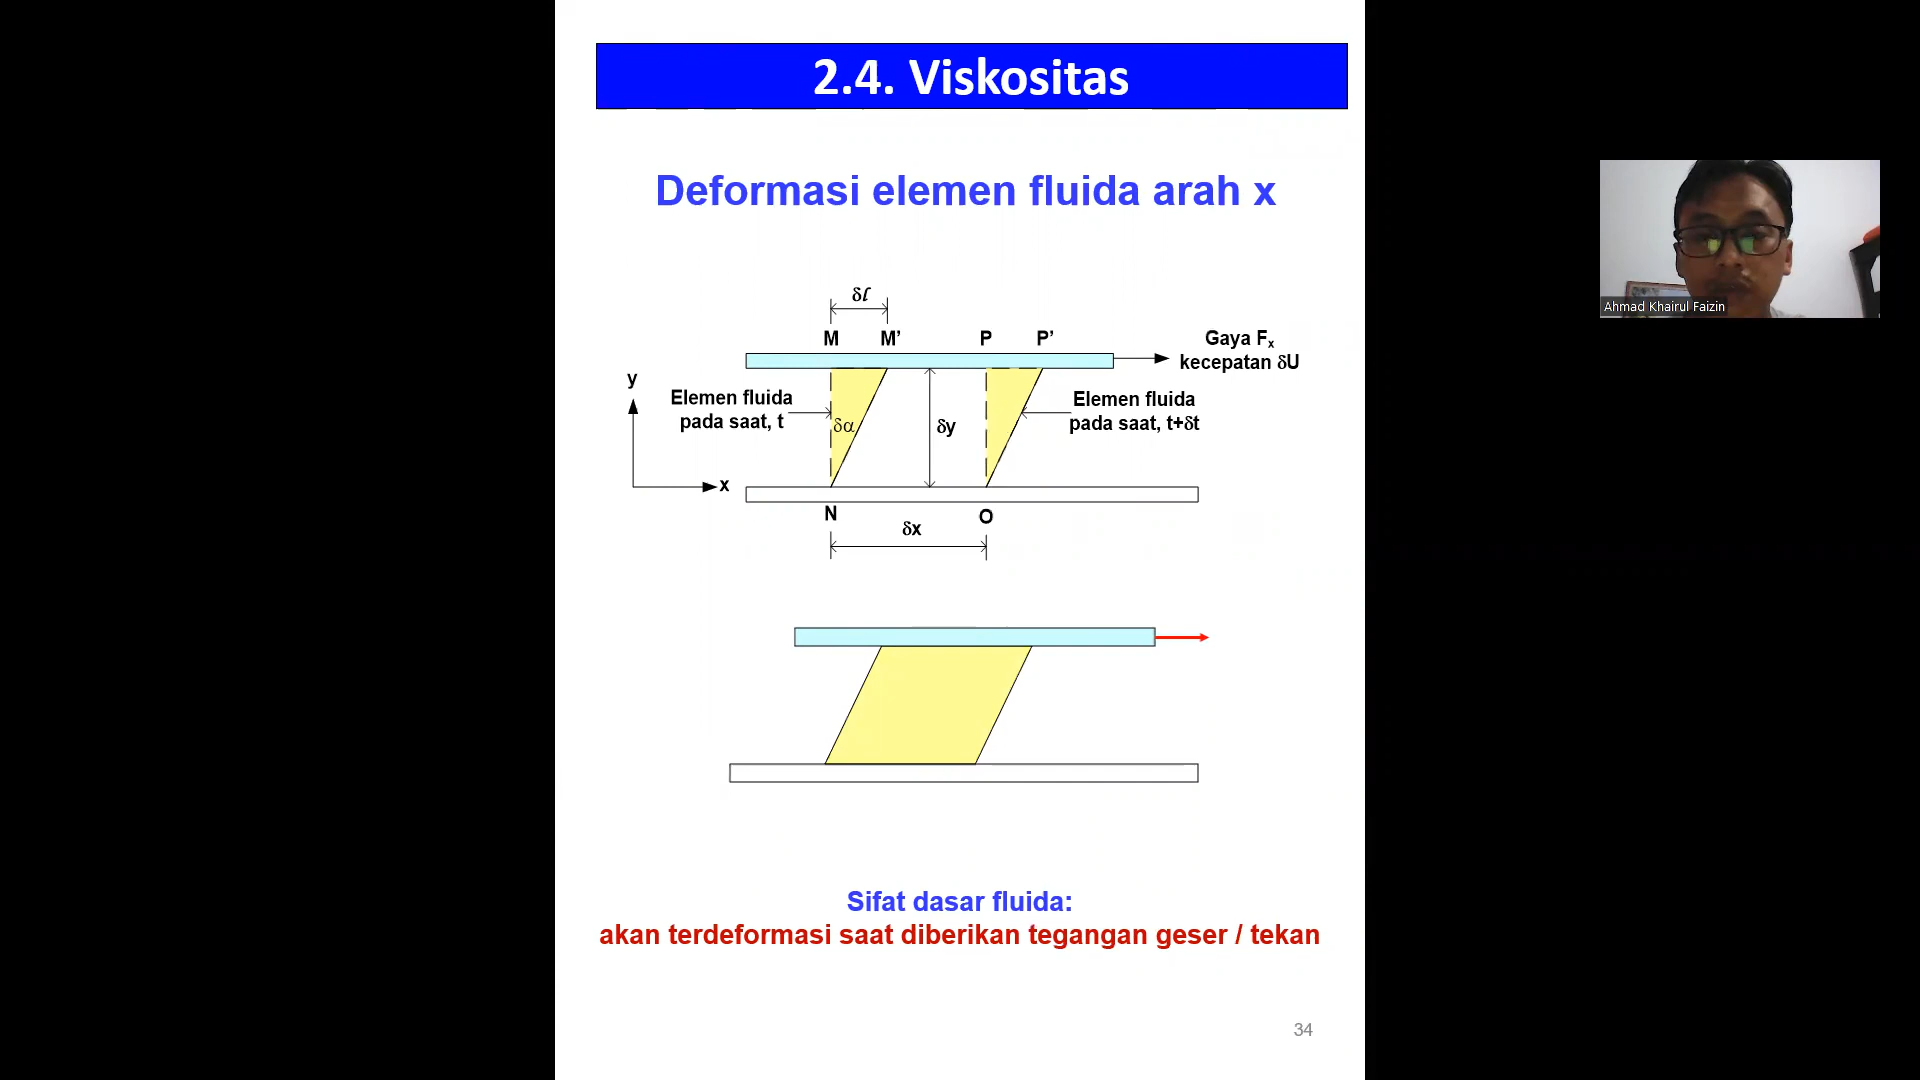 2.4. Viskositas
Deformasi elemen fluida arah x
δℓ
M M’ P P’
Gaya Fₓ
kecepatan δU
y
Elemen fluida
pada saat, t
δα
δy
Elemen fluida
pada saat, t+δt
x
N O
δx
Sifat dasar fluida:
akan terdeformasi saat diberikan tegangan geser / tekan
34
Ahmad Khairul Faizin